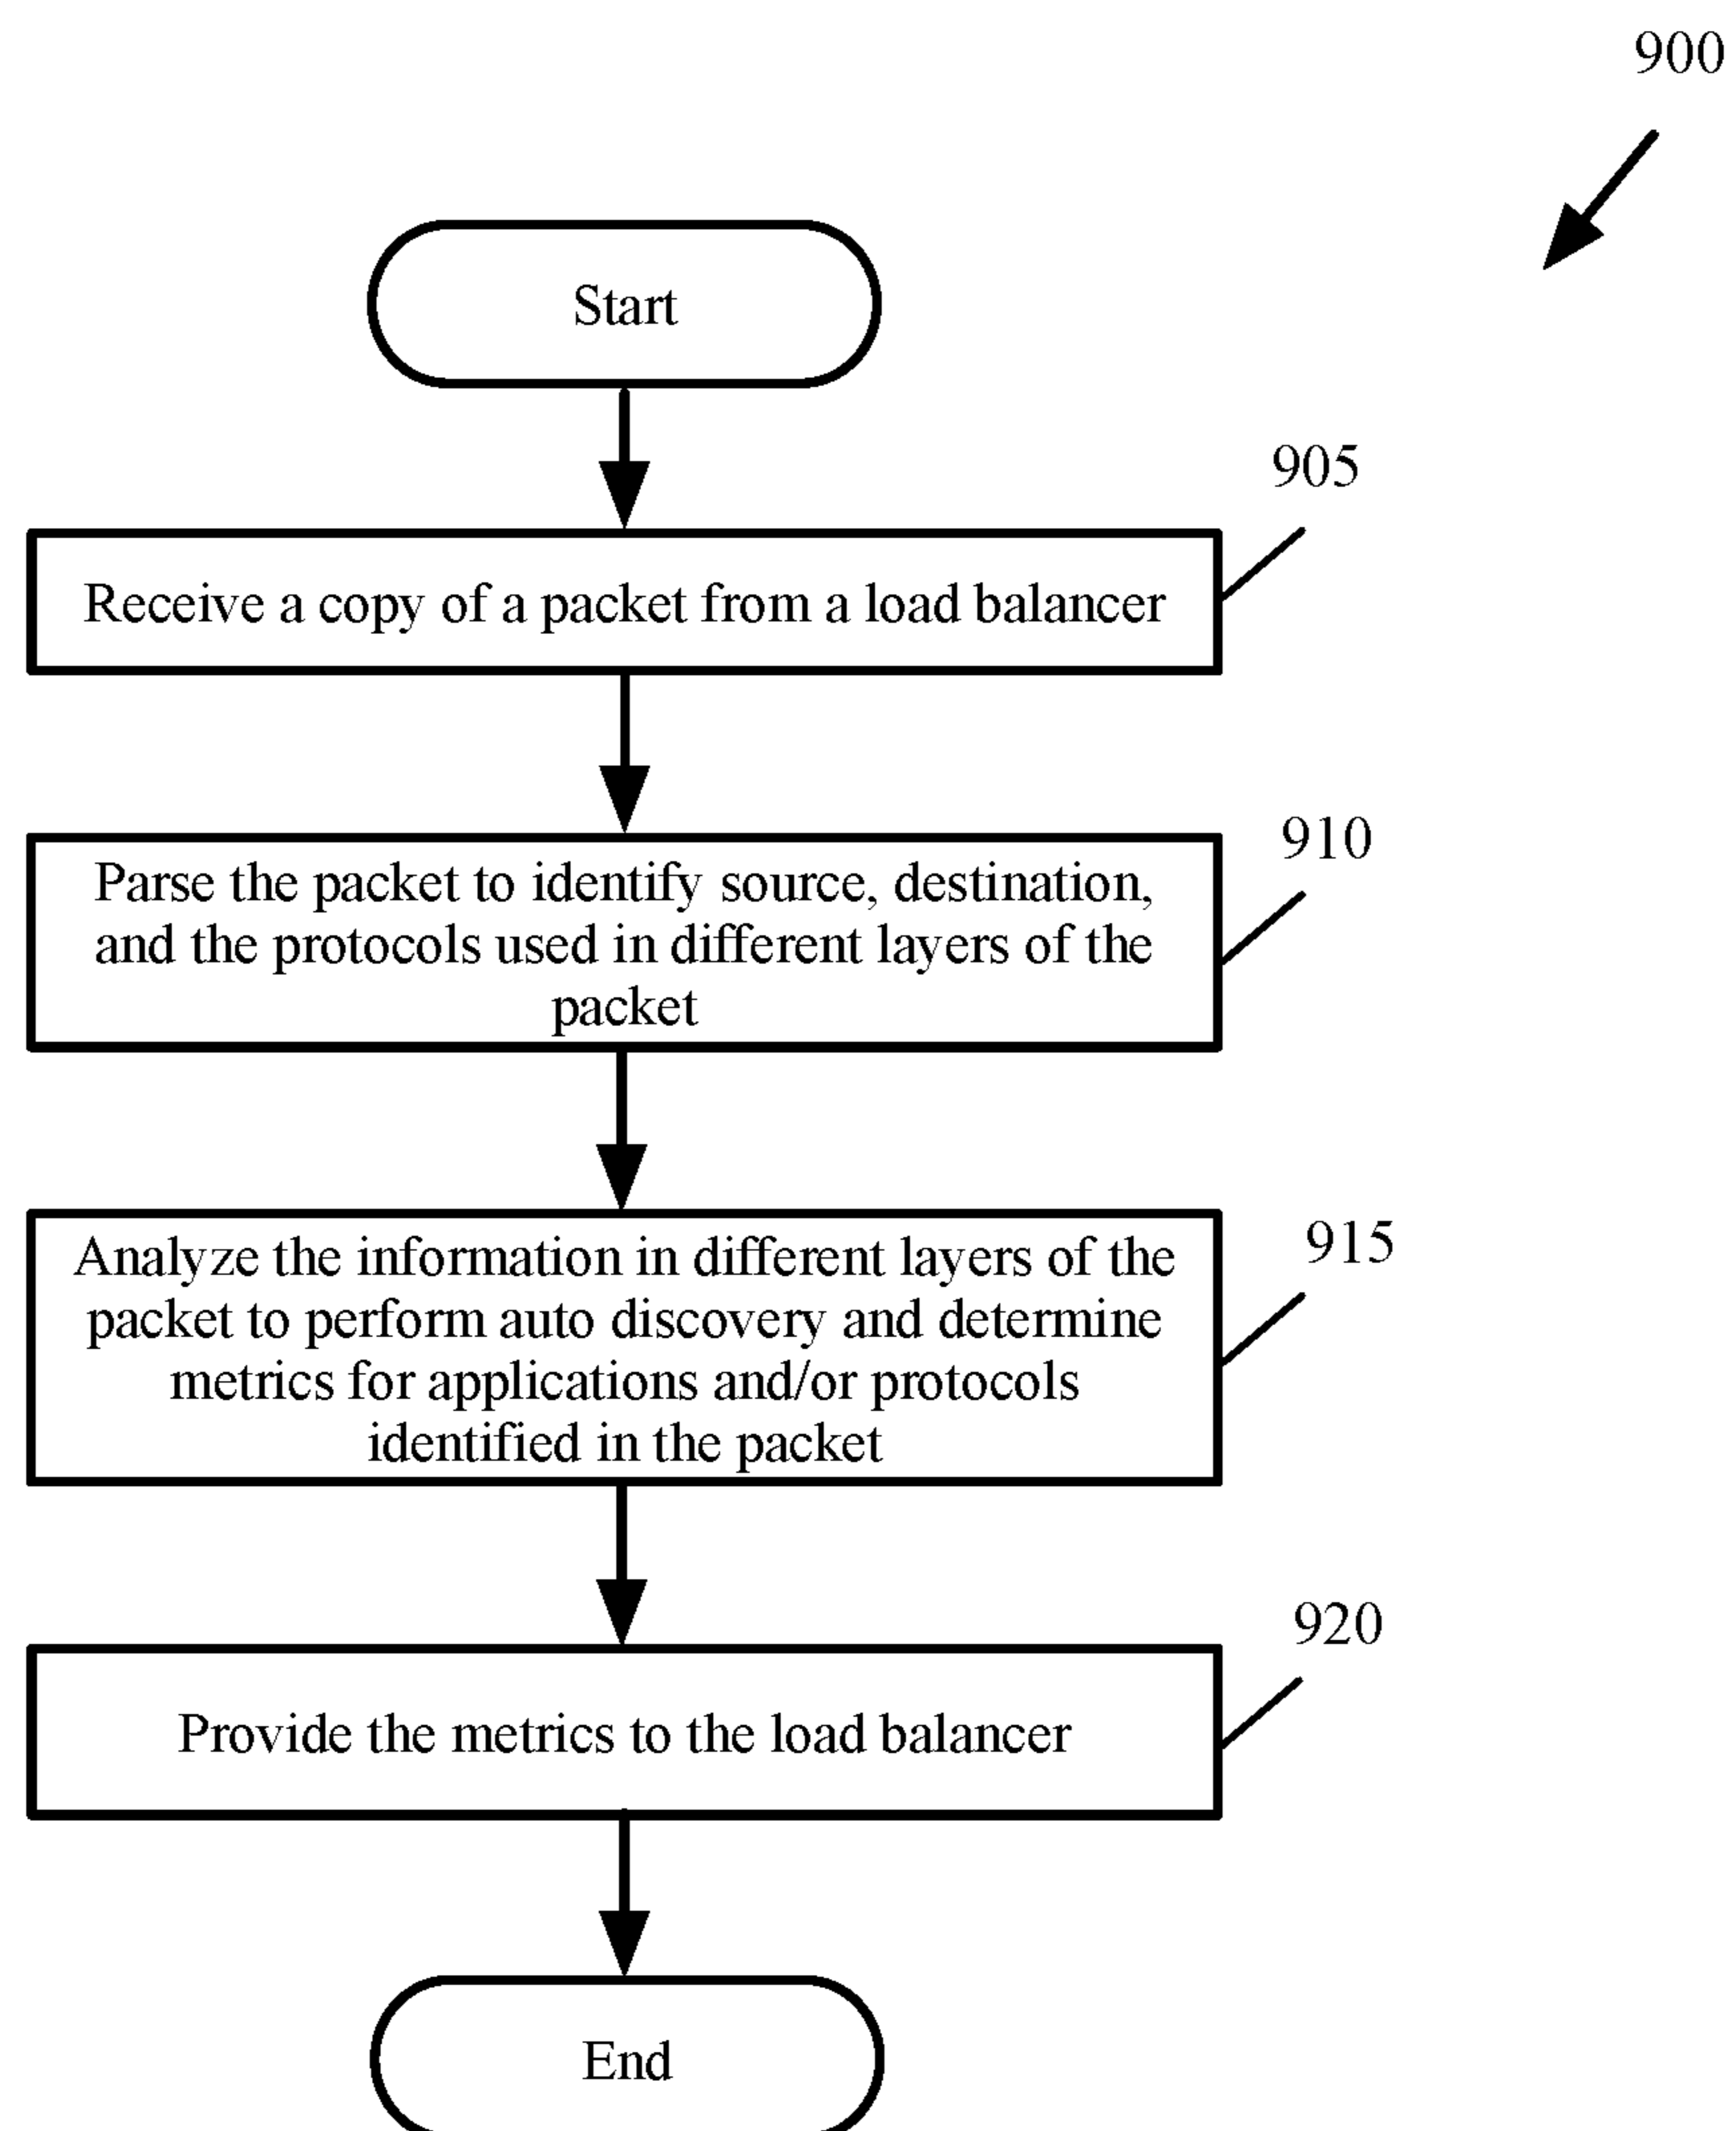 900
Start
905
Receive a copy of a packet from a load balancer
910
Parse the packet to identify source, destination,
and the protocols used in different layers of the
packet
915
Analyze the information in different layers of the
packet to perform auto discovery and determine
metrics for applications and/or protocols
identified in the packet
920
Provide the metrics to the load balancer
End